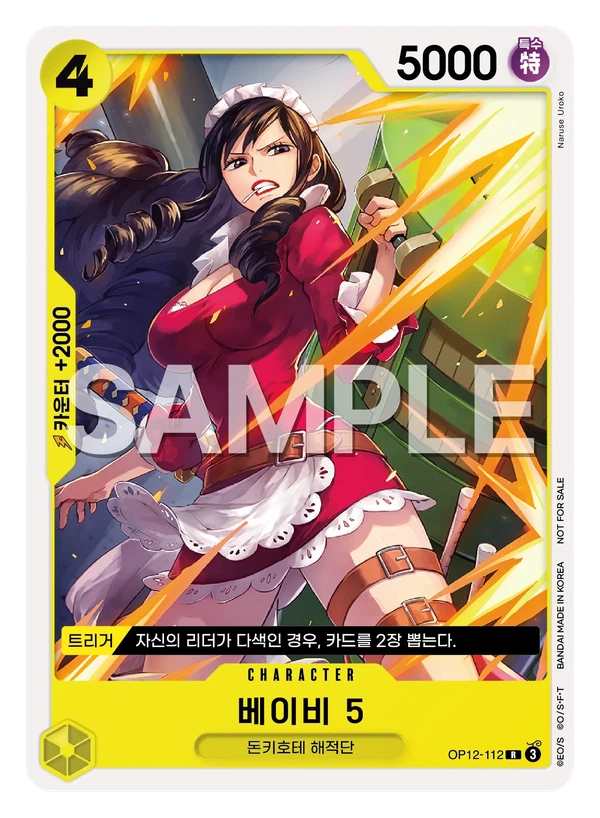 4
5000
특수
特
Naruse Uroko
카운터 +2000
SAMPLE
트리거 자신의 리더가 다색인 경우, 카드를 2장 뽑는다.
CHARACTER
베이비 5
돈키호테 해적단
OP12-112 R 3
©EO/S ©O/S·F·T BANDAI MADE IN KOREA NOT FOR SALE